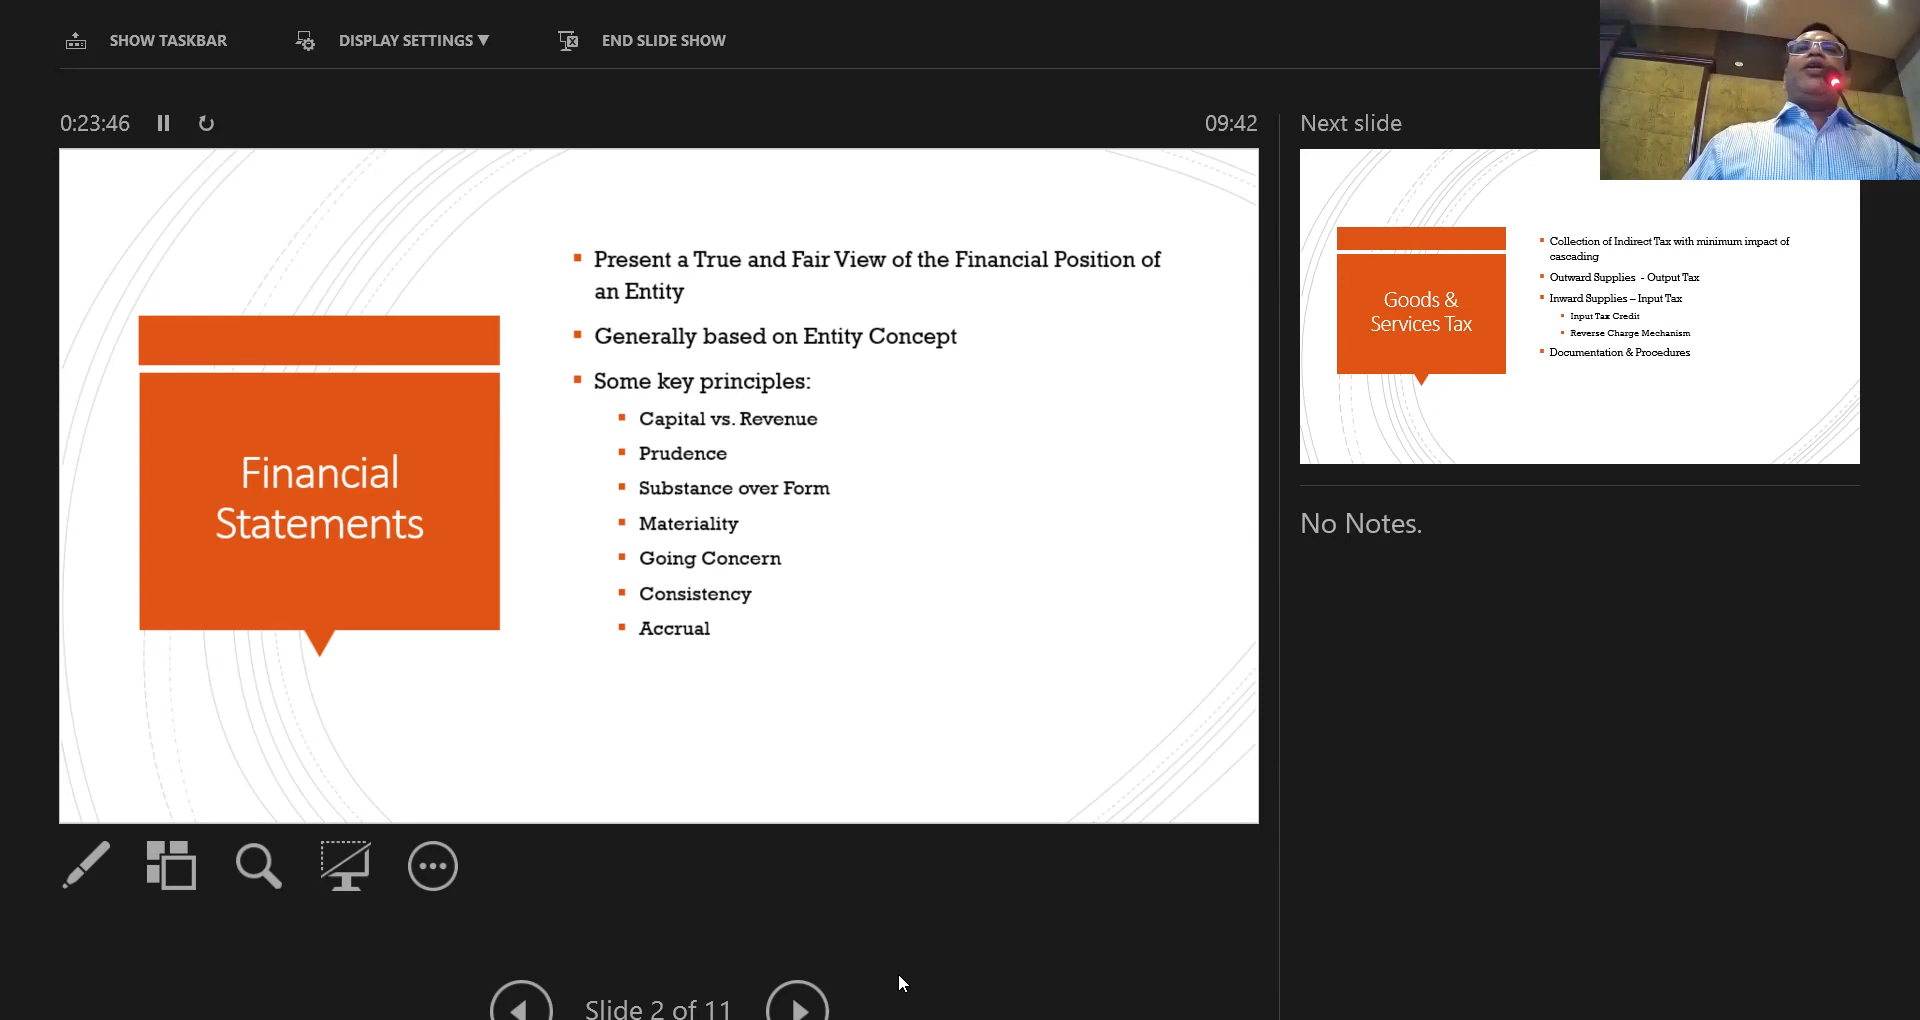 SHOW TASKBAR
DISPLAY SETTINGS ▼
END SLIDE SHOW
0:23:46
09:42
Next slide
Present a True and Fair View of the Financial Position of
an Entity
Generally based on Entity Concept
Some key principles:
Capital vs. Revenue
Prudence
Substance over Form
Materiality
Going Concern
Consistency
Accrual
Financial
Statements
Goods &
Services Tax
Collection of Indirect Tax with minimum impact of
cascading
Outward Supplies - Output Tax
Inward Supplies – Input Tax
Input Tax Credit
Reverse Charge Mechanism
Documentation & Procedures
No Notes.
Slide 2 of 11